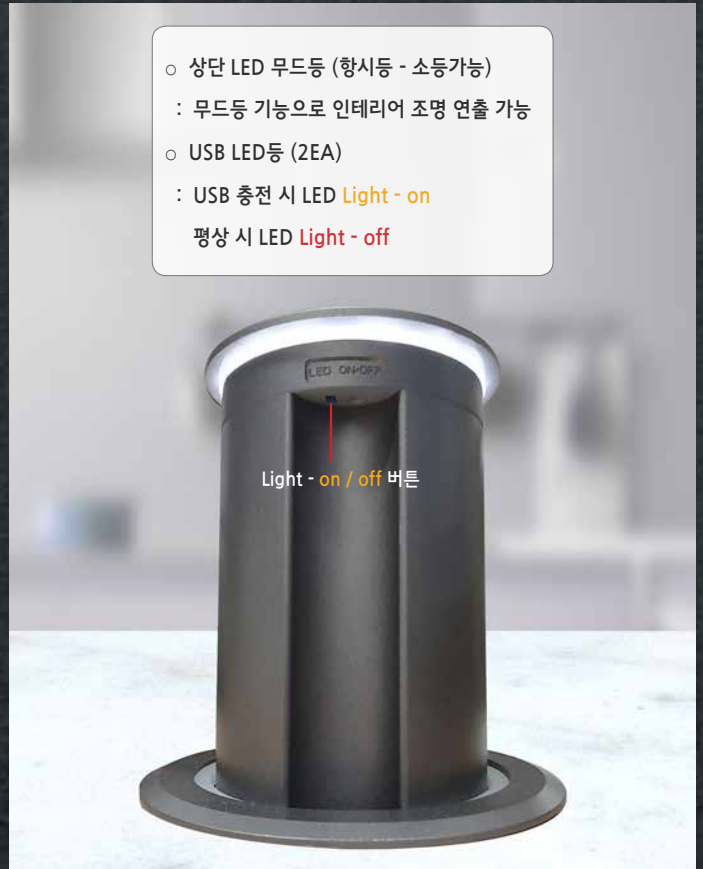 ○ 상단 LED 무드등 (항시등 - 소등가능)
: 무드등 기능으로 인테리어 조명 연출 가능
○ USB LED등 (2EA)
: USB 충전 시 LED Light - on
평상 시 LED Light - off
LED ON/OFF
Light - on / off 버튼